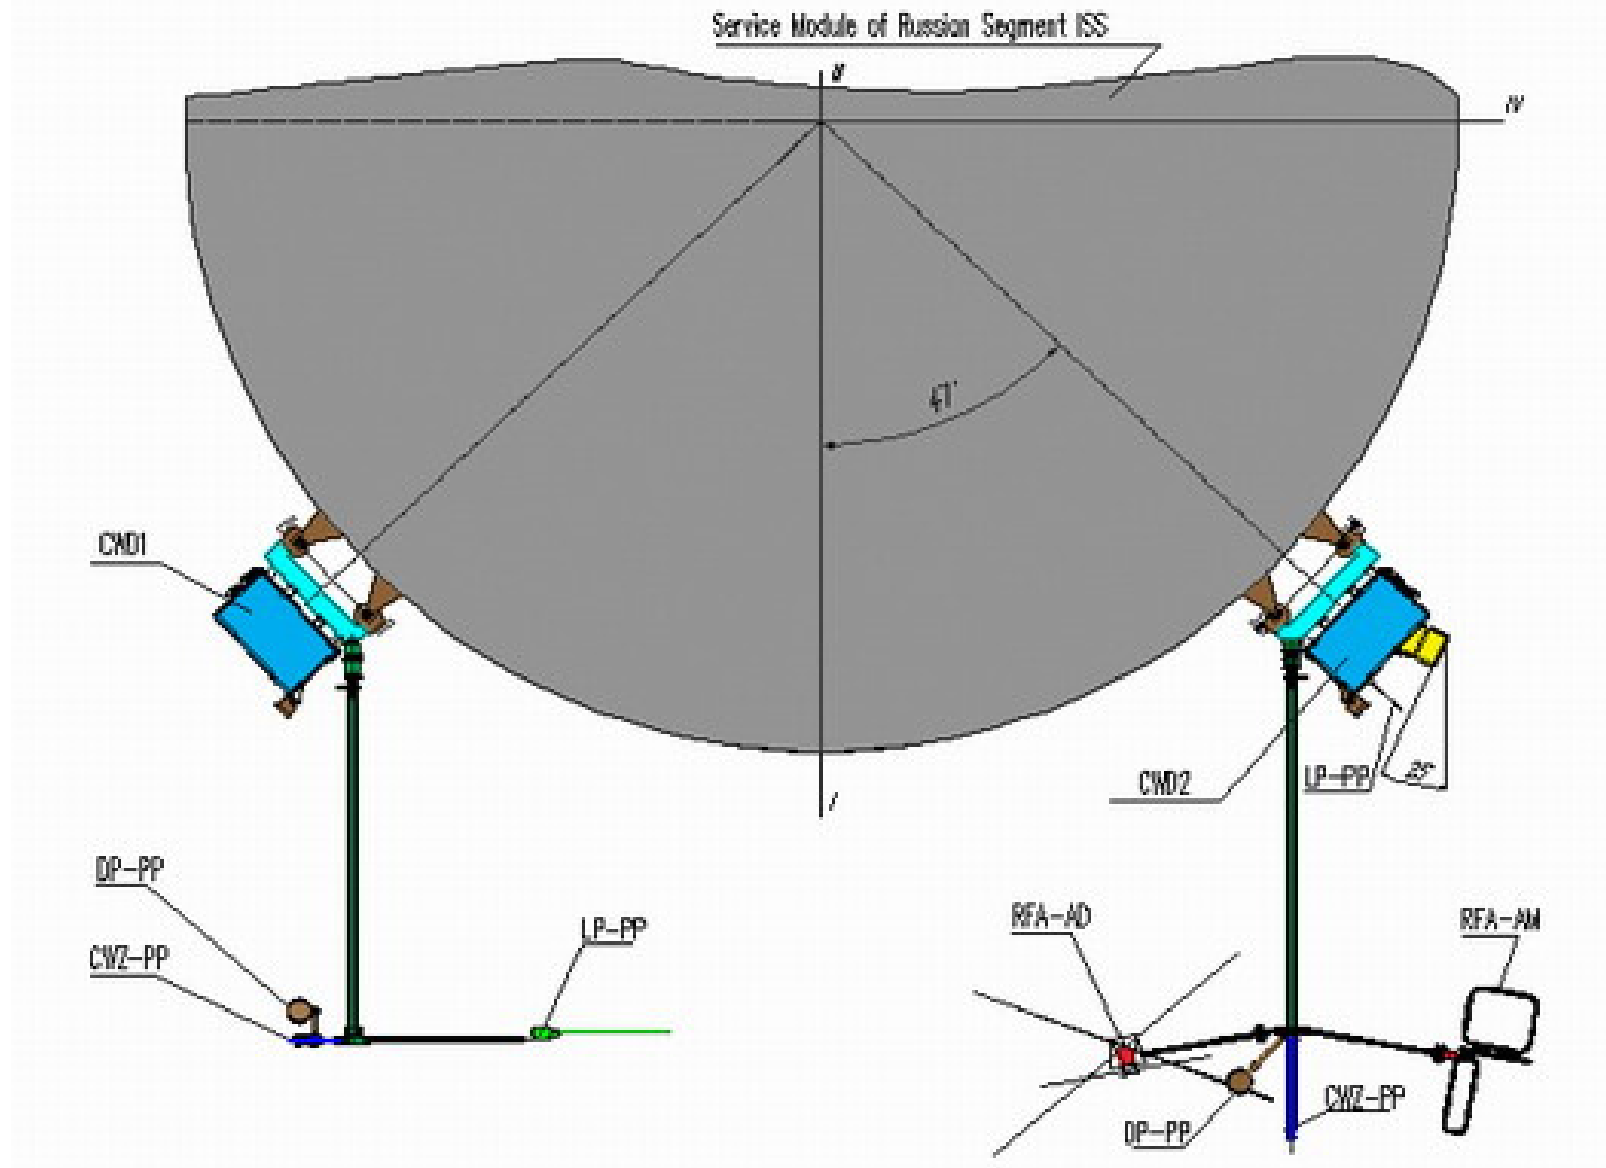 Service Module of Russian Segment ISS
II
IV
47°
CWD1
CWD2
LP-PP
I
DP-PP
CWZ-PP
LP-PP
RFA-AD
RFA-AM
CWZ-PP
DP-PP